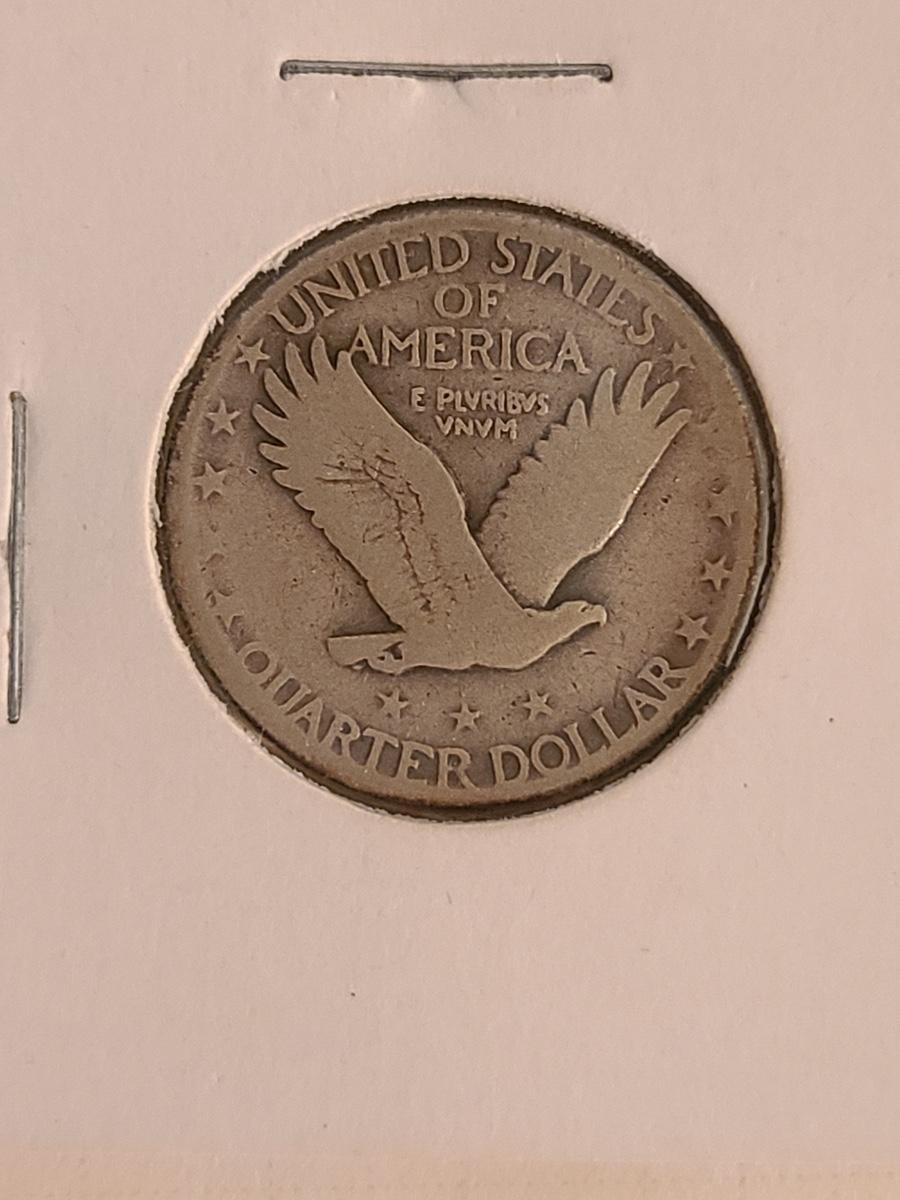 UNITED STATES
OF
AMERICA
E PLVRIBVS
VNVM
QUARTER DOLLAR